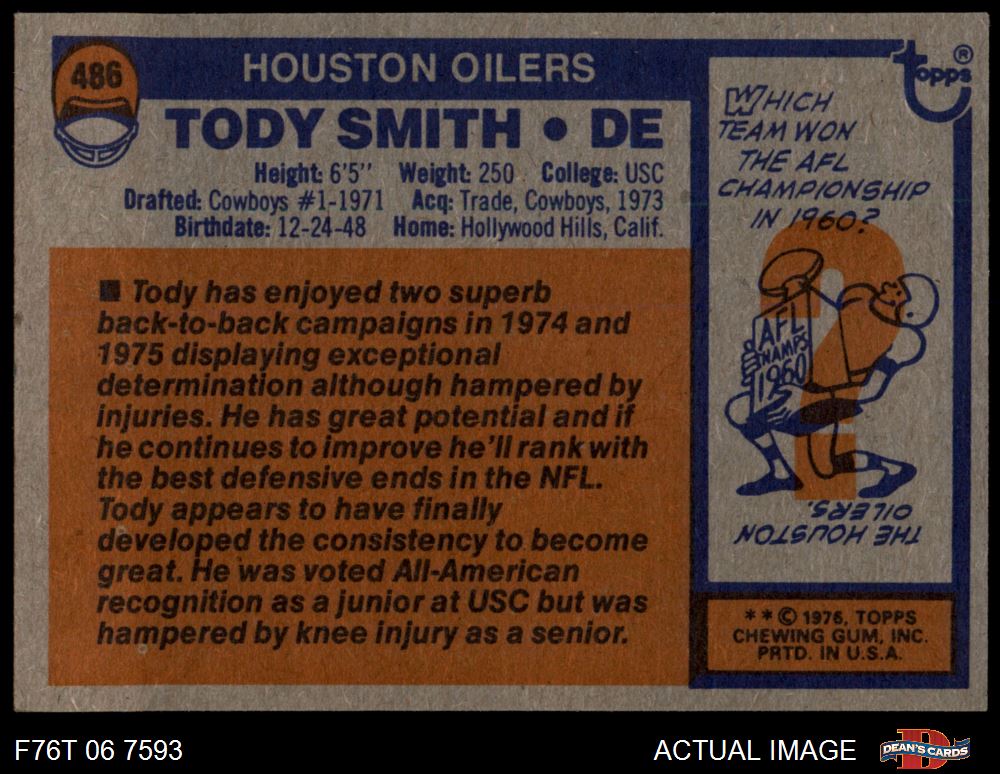 486
HOUSTON OILERS
TODY SMITH • DE
Height: 6'5'' Weight: 250 College: USC
Drafted: Cowboys #1-1971 Acq: Trade, Cowboys, 1973
Birthdate: 12-24-48 Home: Hollywood Hills, Calif.
■ Tody has enjoyed two superb
back-to-back campaigns in 1974 and
1975 displaying exceptional
determination although hampered by
injuries. He has great potential and if
he continues to improve he'll rank with
the best defensive ends in the NFL.
Tody appears to have finally
developed the consistency to become
great. He was voted All-American
recognition as a junior at USC but was
hampered by knee injury as a senior.
topps®
WHICH
TEAM WON
THE AFL
CHAMPIONSHIP
IN 1960?
?
AFL
CHAMPS
1960
THE HOUSTON
OILERS.
**© 1976, TOPPS
CHEWING GUM, INC.
PRTD. IN U.S.A.
F76T 06 7593
ACTUAL IMAGE
DEAN'S CARDS